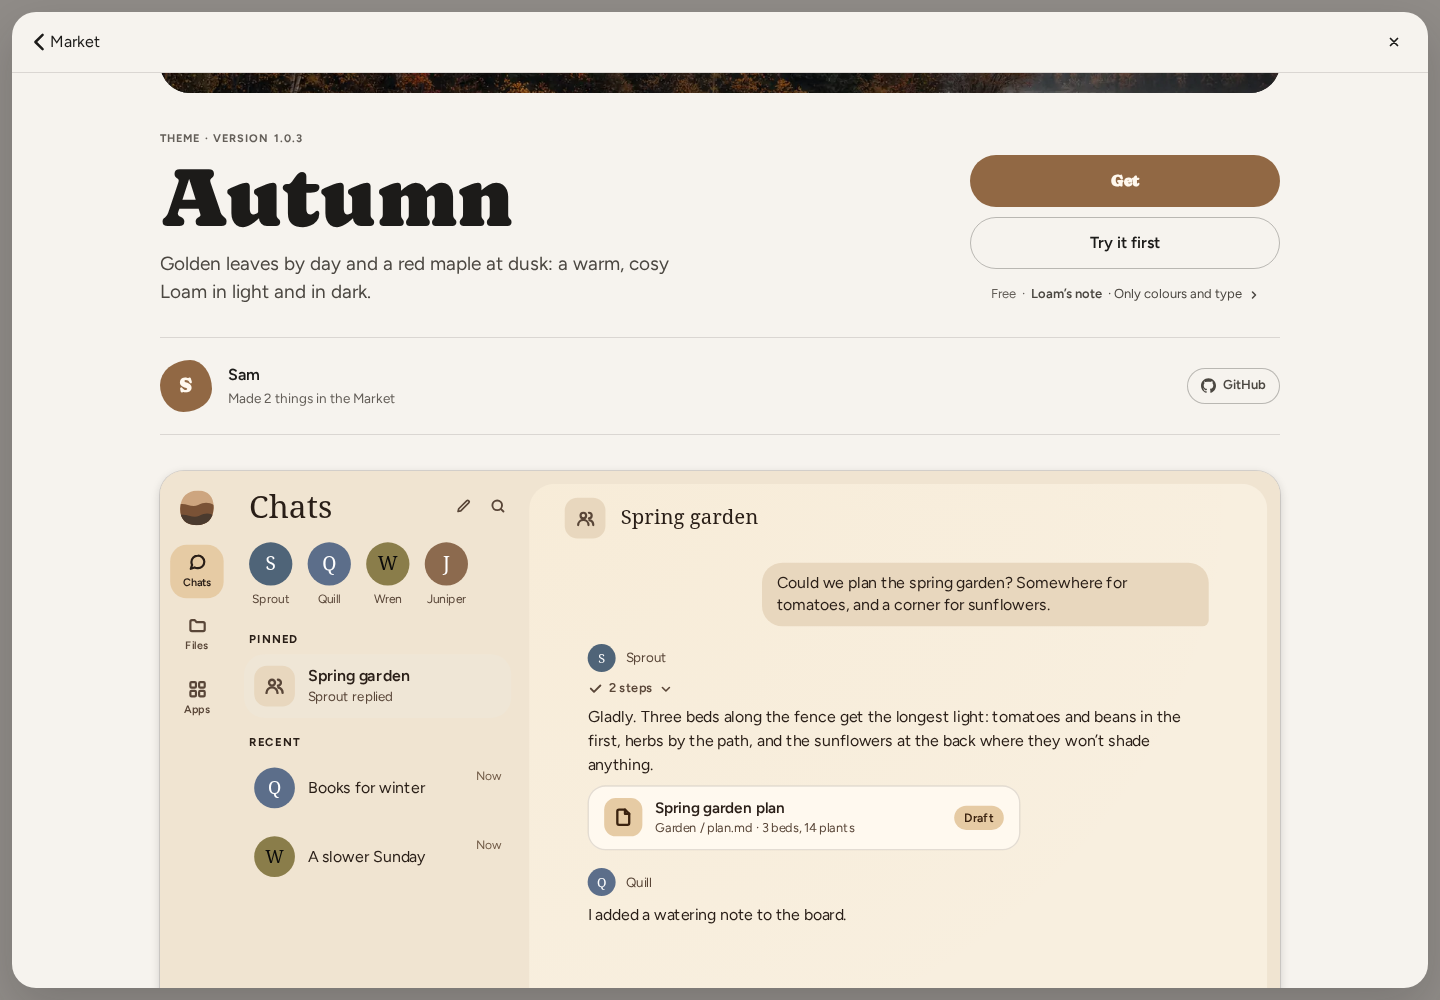 Market
THEME · VERSION 1.0.3
Autumn
Golden leaves by day and a red maple at dusk: a warm, cosy
Loam in light and in dark.
Get
Try it first
Free · Loam’s note · Only colours and type
S
Sam
Made 2 things in the Market
GitHub
Chats
Files
Apps
Chats
S
Q
W
J
Sprout
Quill
Wren
Juniper
PINNED
Spring garden
Sprout replied
RECENT
Q
Books for winter
Now
W
A slower Sunday
Now
Spring garden
Could we plan the spring garden? Somewhere for
tomatoes, and a corner for sunflowers.
S
Sprout
2 steps
Gladly. Three beds along the fence get the longest light: tomatoes and beans in the
first, herbs by the path, and the sunflowers at the back where they won’t shade
anything.
Spring garden plan
Garden / plan.md · 3 beds, 14 plants
Draft
Q
Quill
I added a watering note to the board.